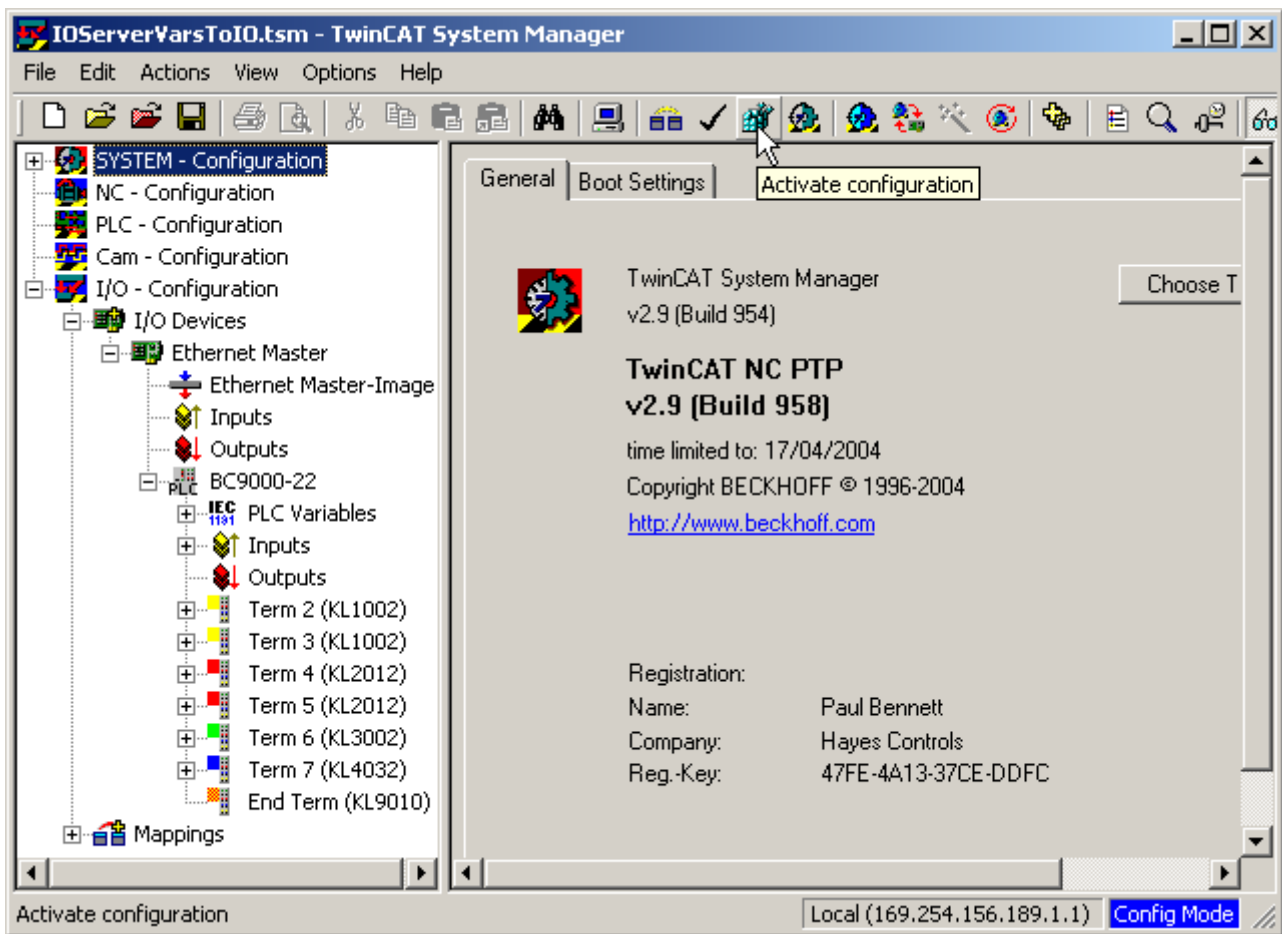 IOServerVarsToIO.tsm - TwinCAT System Manager
File Edit Actions View Options Help
SYSTEM - Configuration
NC - Configuration
PLC - Configuration
Cam - Configuration
I/O - Configuration
I/O Devices
Ethernet Master
Ethernet Master-Image
Inputs
Outputs
PLC BC9000-22
IEC 1131 PLC Variables
Inputs
Outputs
Term 2 (KL1002)
Term 3 (KL1002)
Term 4 (KL2012)
Term 5 (KL2012)
Term 6 (KL3002)
Term 7 (KL4032)
End Term (KL9010)
Mappings
General Boot Settings
Activate configuration
TwinCAT System Manager
v2.9 (Build 954)
Choose T
TwinCAT NC PTP
v2.9 (Build 958)
time limited to: 17/04/2004
Copyright BECKHOFF © 1996-2004
http://www.beckhoff.com
Registration:
Name: Paul Bennett
Company: Hayes Controls
Reg.-Key: 47FE-4A13-37CE-DDFC
Activate configuration
Local (169.254.156.189.1.1) Config Mode